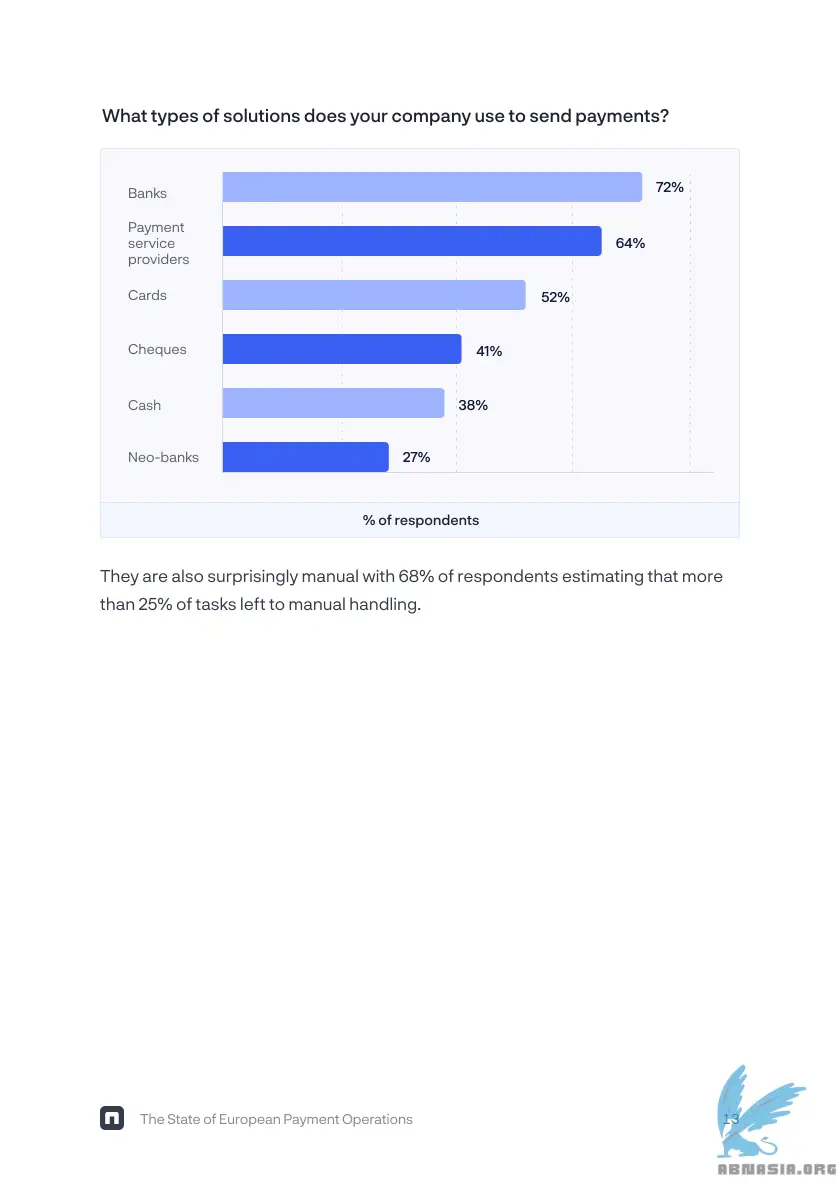 What types of solutions does your company use to send payments?
Banks
72%
Payment
service
providers
64%
Cards
52%
Cheques
41%
Cash
38%
Neo-banks
27%
% of respondents
They are also surprisingly manual with 68% of respondents estimating that more
than 25% of tasks left to manual handling.
The State of European Payment Operations
13
ABNASIA.ORG